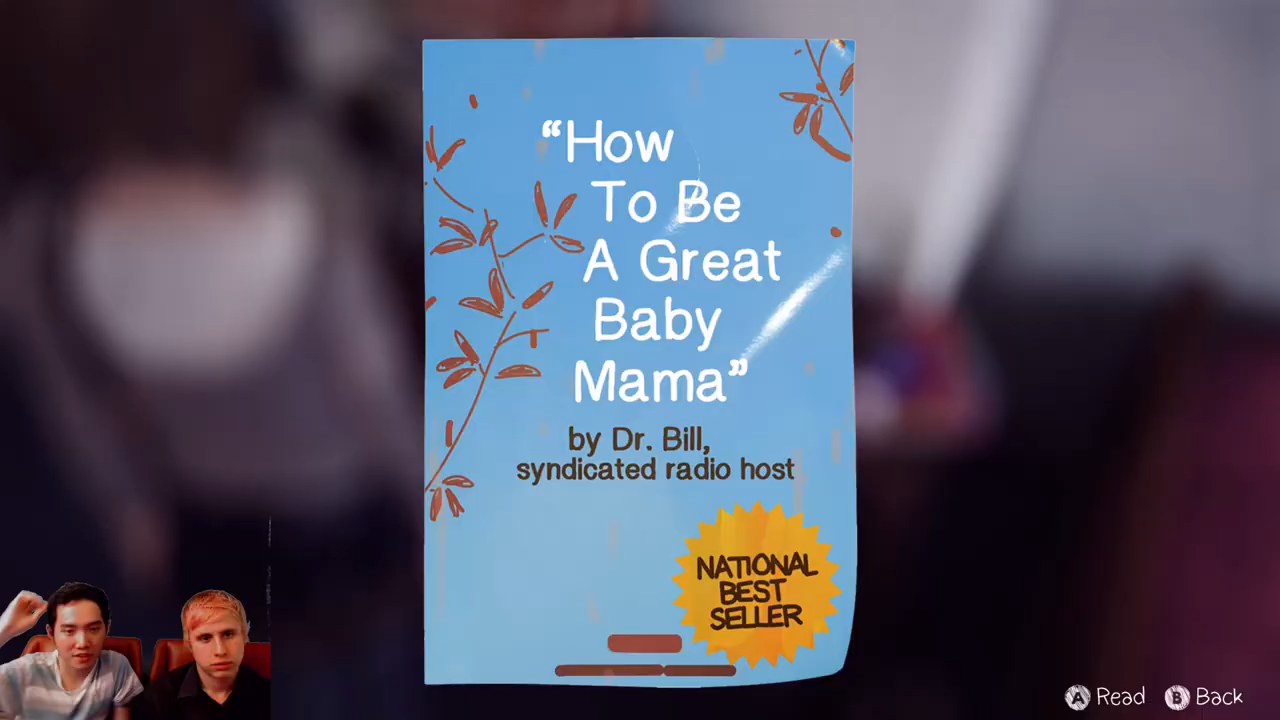 “How
To Be
A Great
Baby
Mama”
by Dr. Bill,
syndicated radio host
NATIONAL
BEST
SELLER
A Read B Back